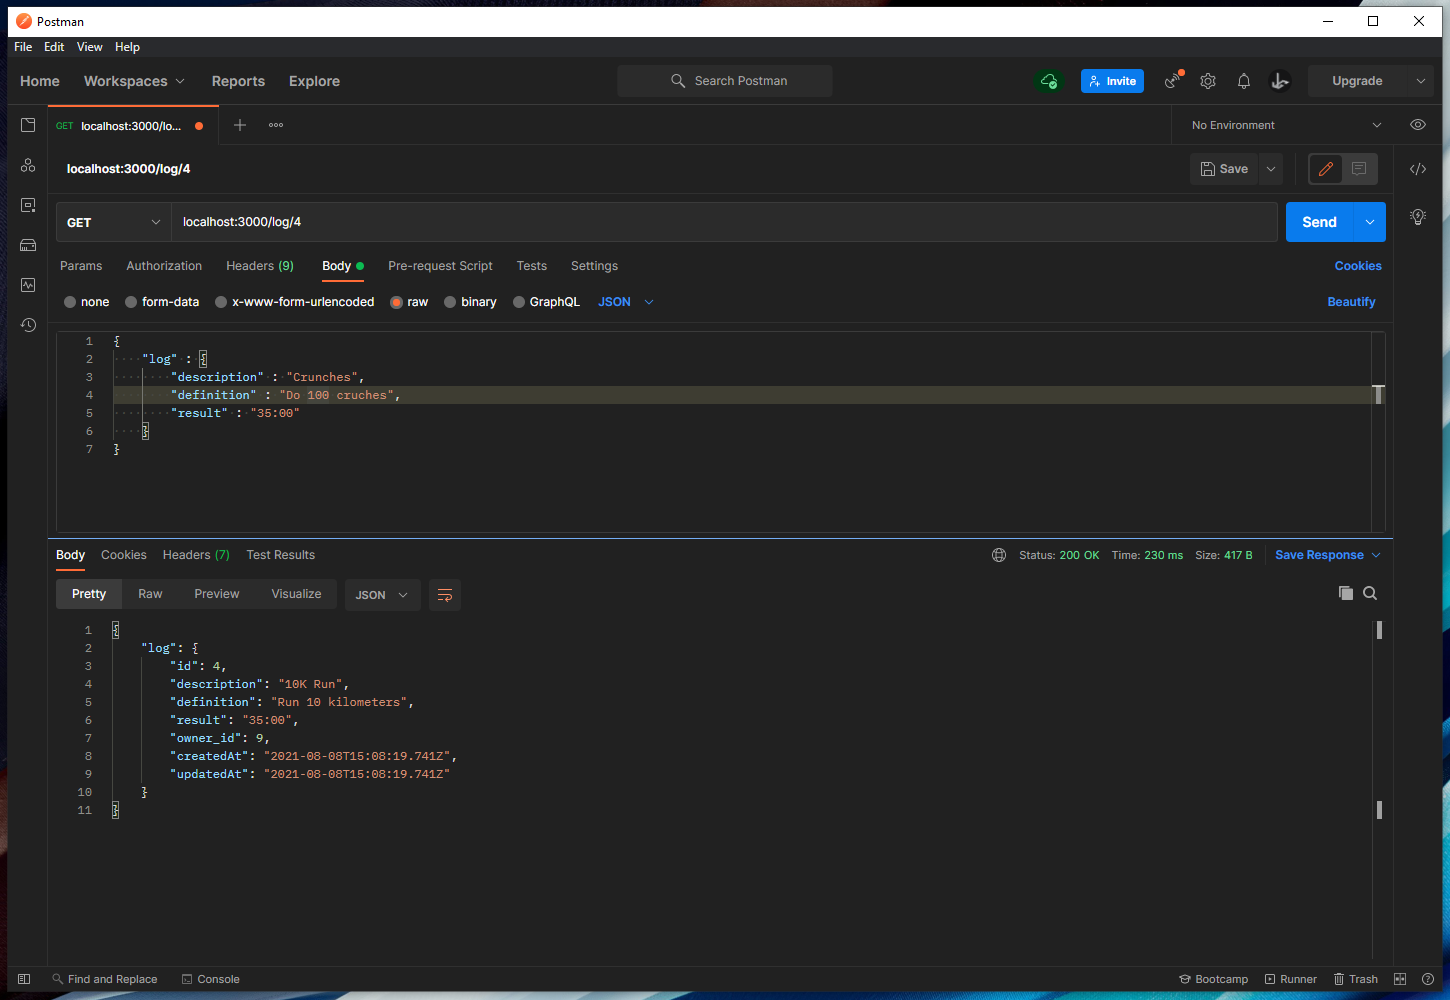 Postman
File Edit View Help
Home Workspaces Reports Explore Search Postman Invite Upgrade
GET localhost:3000/lo... No Environment
localhost:3000/log/4 Save
GET localhost:3000/log/4 Send
Params Authorization Headers (9) Body Pre-request Script Tests Settings Cookies
none form-data x-www-form-urlencoded raw binary GraphQL JSON Beautify
1 {
2 ····"log"·:·{
3 ········"description"·:·"Crunches",
4 ········"definition"·:·"Do 100 cruches",
5 ········"result"·:·"35:00"
6 ····}
7 }
Body Cookies Headers (7) Test Results Status: 200 OK Time: 230 ms Size: 417 B Save Response
Pretty Raw Preview Visualize JSON
1 {
2 "log": {
3 "id": 4,
4 "description": "10K Run",
5 "definition": "Run 10 kilometers",
6 "result": "35:00",
7 "owner_id": 9,
8 "createdAt": "2021-08-08T15:08:19.741Z",
9 "updatedAt": "2021-08-08T15:08:19.741Z"
10 }
11 }
Find and Replace Console Bootcamp Runner Trash